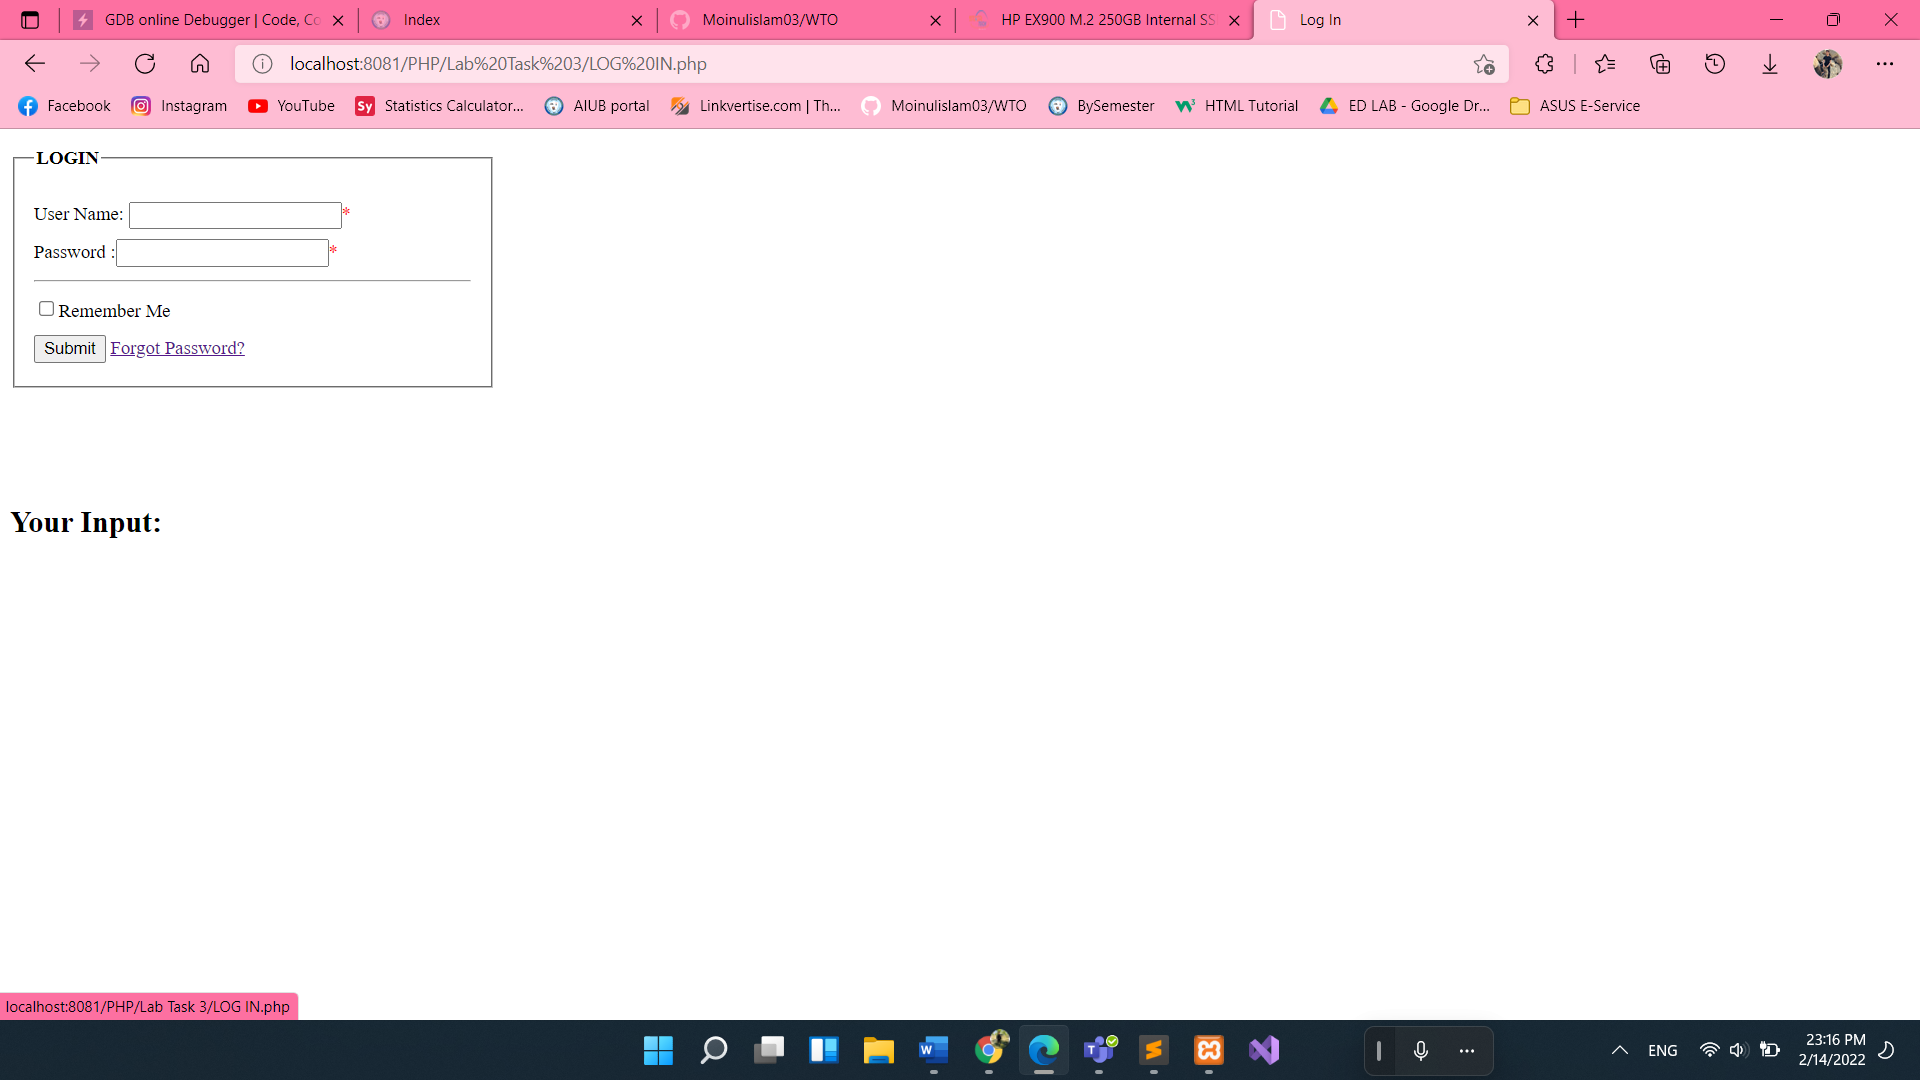 GDB online Debugger | Code, Co
Index
Moinulislam03/WTO
HP EX900 M.2 250GB Internal SS
Log In
localhost:8081/PHP/Lab%20Task%203/LOG%20IN.php
Facebook
Instagram
YouTube
Statistics Calculator...
AIUB portal
Linkvertise.com | Th...
Moinulislam03/WTO
BySemester
HTML Tutorial
ED LAB - Google Dr...
ASUS E-Service
LOGIN
User Name: *
Password :*
Remember Me
Submit Forgot Password?
Your Input:
localhost:8081/PHP/Lab Task 3/LOG IN.php
ENG
23:16 PM
2/14/2022